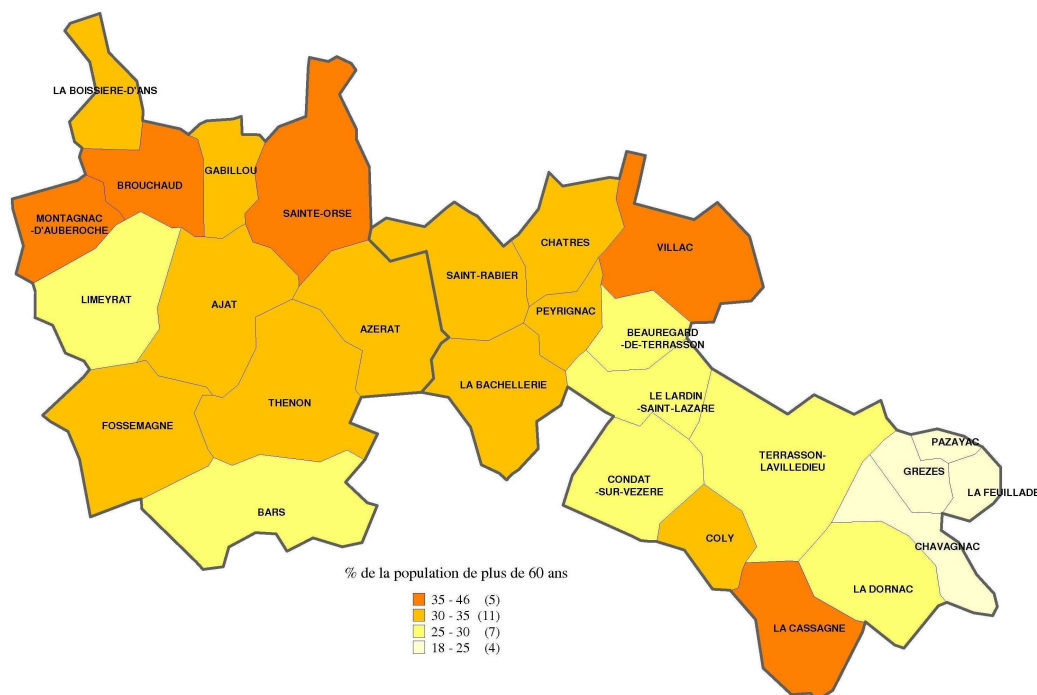 LA BOISSIERE-D'ANS
GABILLOU
BROUCHAUD
SAINTE-ORSE
MONTAGNAC
-D'AUBEROCHE
CHATRES
VILLAC
SAINT-RABIER
LIMEYRAT
AJAT
PEYRIGNAC
AZERAT
BEAUREGARD
-DE-TERRASSON
LA BACHELLERIE
THENON
LE LARDIN
-SAINT-LAZARE
FOSSEMAGNE
PAZAYAC
TERRASSON-
LAVILLEDIEU
GREZES
CONDAT
-SUR-VEZERE
LA FEUILLADE
BARS
COLY
CHAVAGNAC
LA DORNAC
LA CASSAGNE
% de la population de plus de 60 ans
35 - 46 (5)
30 - 35 (11)
25 - 30 (7)
18 - 25 (4)